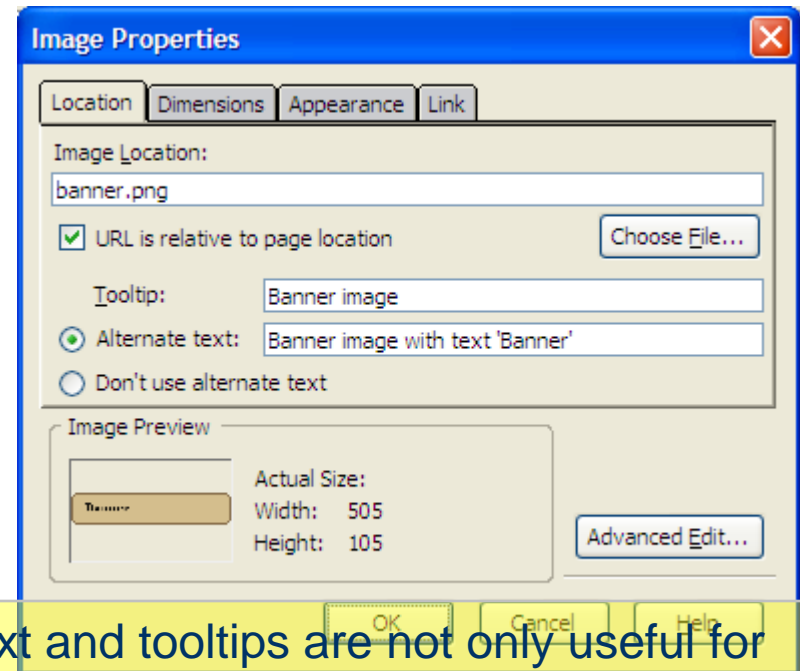 Image Properties
Location Dimensions Appearance Link
Image Location:
banner.png
URL is relative to page location Choose File...
Tooltip: Banner image
Alternate text: Banner image with text 'Banner'
Don't use alternate text
Image Preview
Actual Size:
Banner
Width: 505
Height: 105
Advanced Edit...
OK Cancel Help
and tooltips are not only useful for